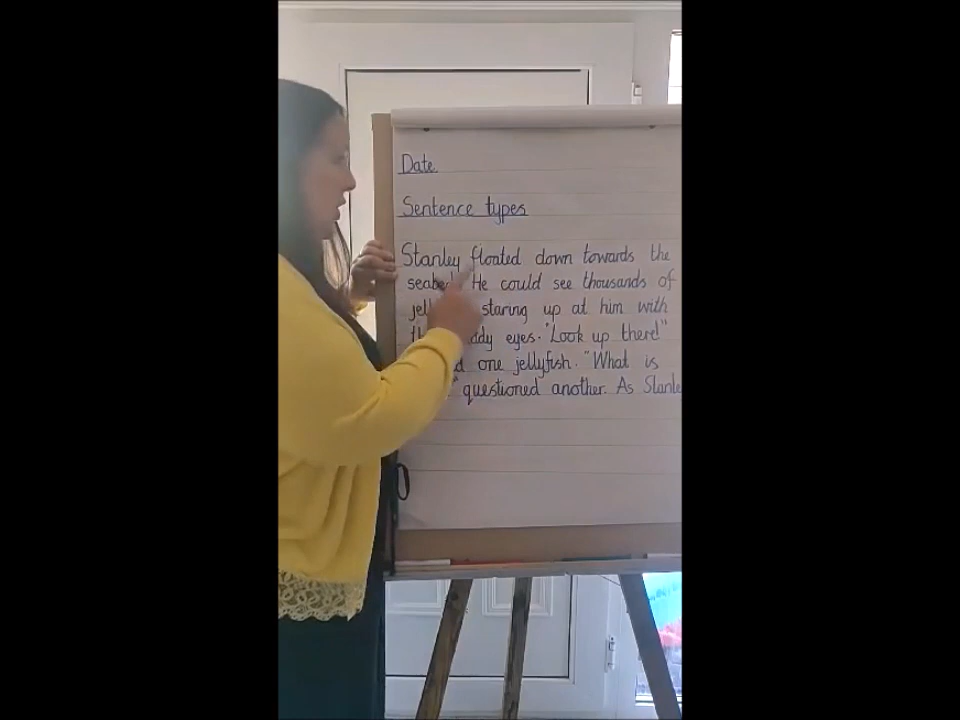 Date
Sentence types
Stanley floated down towards the
He could see thousands of
staring up at him with
eyes. "Look up there!"
one jellyfish. "What is
" questioned another. As